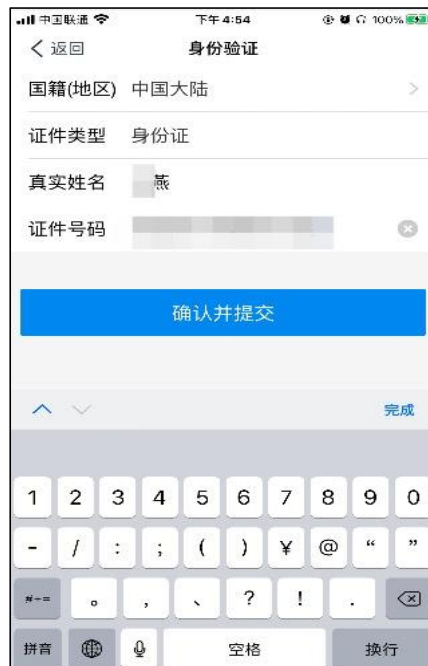 中国联通 下午4:54 100%
返回 身份验证
国籍(地区) 中国大陆
证件类型 身份证
真实姓名 燕
证件号码
确认并提交
完成
1 2 3 4 5 6 7 8 9 0
- / : ; ( ) ¥ @ “ ”
#+= 。 , 、 ? ! .
拼音 空格 换行